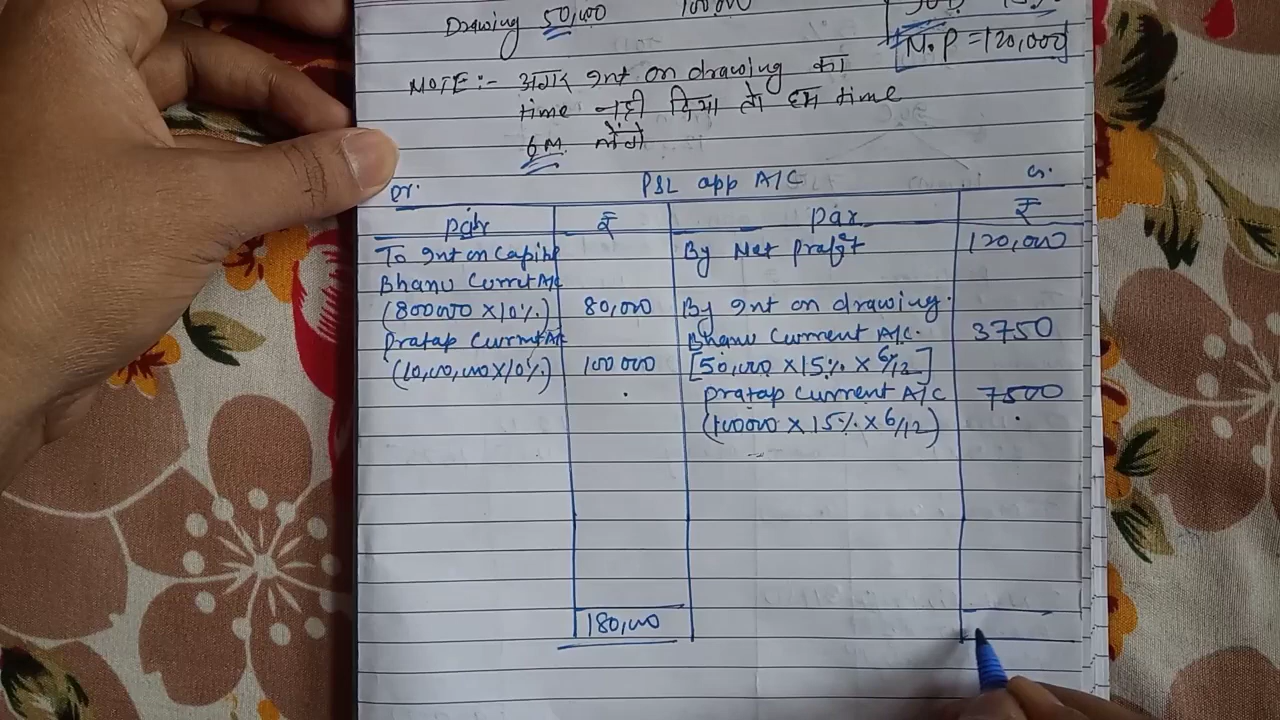 Drawing 50,000 100,000
N.P = 120,000
NOTE:- अगर Int on drawing का
time नही दिया तो हम time
6M लेगे
Dr. P&L app A/C Cr.
par ₹ par ₹
To Int on Capital By Net Profit 120,000
Bhanu Current A/C
(800000 X 10%) 80,000 By Int on drawing.
Pratap Current A/C Bhanu Current A/C. 3750
(10,00,000 X 10%) 100000 [50,000 X 15% X 6/12]
Pratap Current A/C 7500
(100000 X 15% X 6/12)
180,000